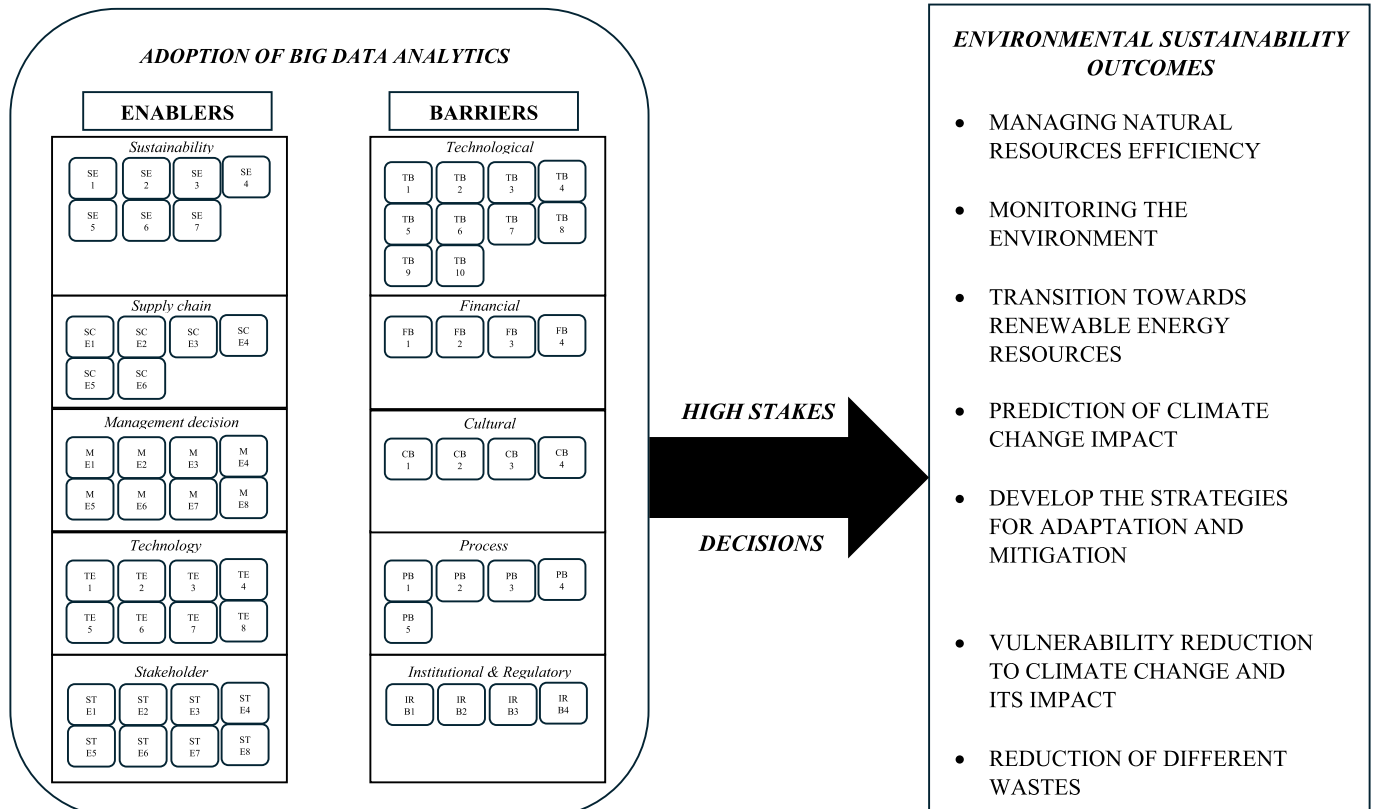 ADOPTION OF BIG DATA ANALYTICS
ENABLERS
Sustainability
SE
1
SE
2
SE
3
SE
4
SE
5
SE
6
SE
7
Supply chain
SC
E1
SC
E2
SC
E3
SC
E4
SC
E5
SC
E6
Management decision
M
E1
M
E2
M
E3
M
E4
M
E5
M
E6
M
E7
M
E8
Technology
TE
1
TE
2
TE
3
TE
4
TE
5
TE
6
TE
7
TE
8
Stakeholder
ST
E1
ST
E2
ST
E3
ST
E4
ST
E5
ST
E6
ST
E7
ST
E8
BARRIERS
Technological
TB
1
TB
2
TB
3
TB
4
TB
5
TB
6
TB
7
TB
8
TB
9
TB
10
Financial
FB
1
FB
2
FB
3
FB
4
Cultural
CB
1
CB
2
CB
3
CB
4
Process
PB
1
PB
2
PB
3
PB
4
PB
5
Institutional & Regulatory
IR
B1
IR
B2
IR
B3
IR
B4
HIGH STAKES
DECISIONS
ENVIRONMENTAL SUSTAINABILITY
OUTCOMES
• MANAGING NATURAL
RESOURCES EFFICIENCY
• MONITORING THE
ENVIRONMENT
• TRANSITION TOWARDS
RENEWABLE ENERGY
RESOURCES
• PREDICTION OF CLIMATE
CHANGE IMPACT
• DEVELOP THE STRATEGIES
FOR ADAPTATION AND
MITIGATION
• VULNERABILITY REDUCTION
TO CLIMATE CHANGE AND
ITS IMPACT
• REDUCTION OF DIFFERENT
WASTES